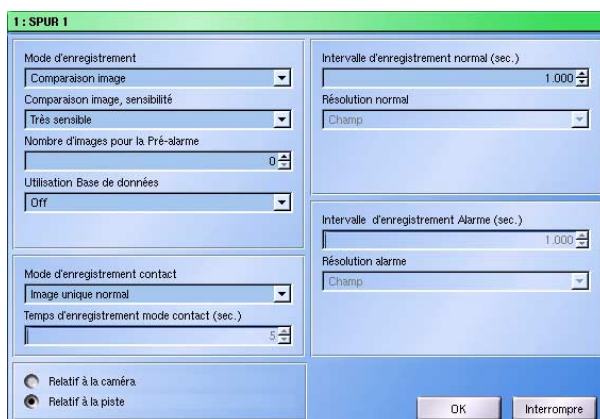 1 : SPUR 1
Mode d'enregistrement
Comparaison image
Comparaison image, sensibilité
Très sensible
Nombre d'images pour la Pré-alarme
0
Utilisation Base de données
Off
Mode d'enregistrement contact
Image unique normal
Temps d'enregistrement mode contact (sec.)
5
Relatif à la caméra
Relatif à la piste
Intervalle d'enregistrement normal (sec.)
1.000
Résolution normal
Champ
Intervalle d'enregistrement Alarme (sec.)
1.000
Résolution alarme
Champ
OK
Interrompre